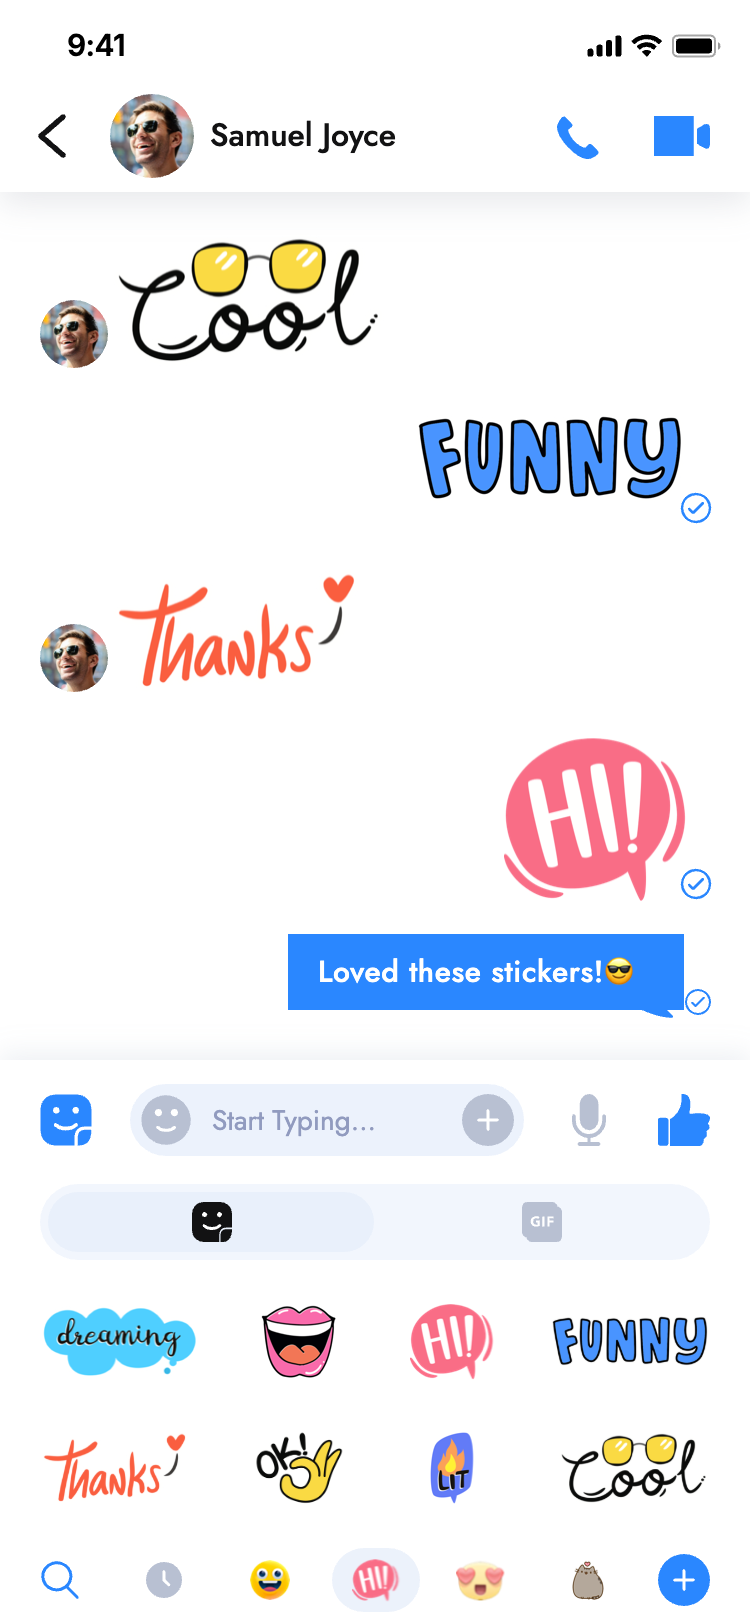 9:41
Samuel Joyce
Cool
FUNNY
Thanks
HI!
Loved these stickers!😎
Start Typing...
GIF
dreaming
HI!
FUNNY
Thanks
OK!
LIT
Cool
HI!